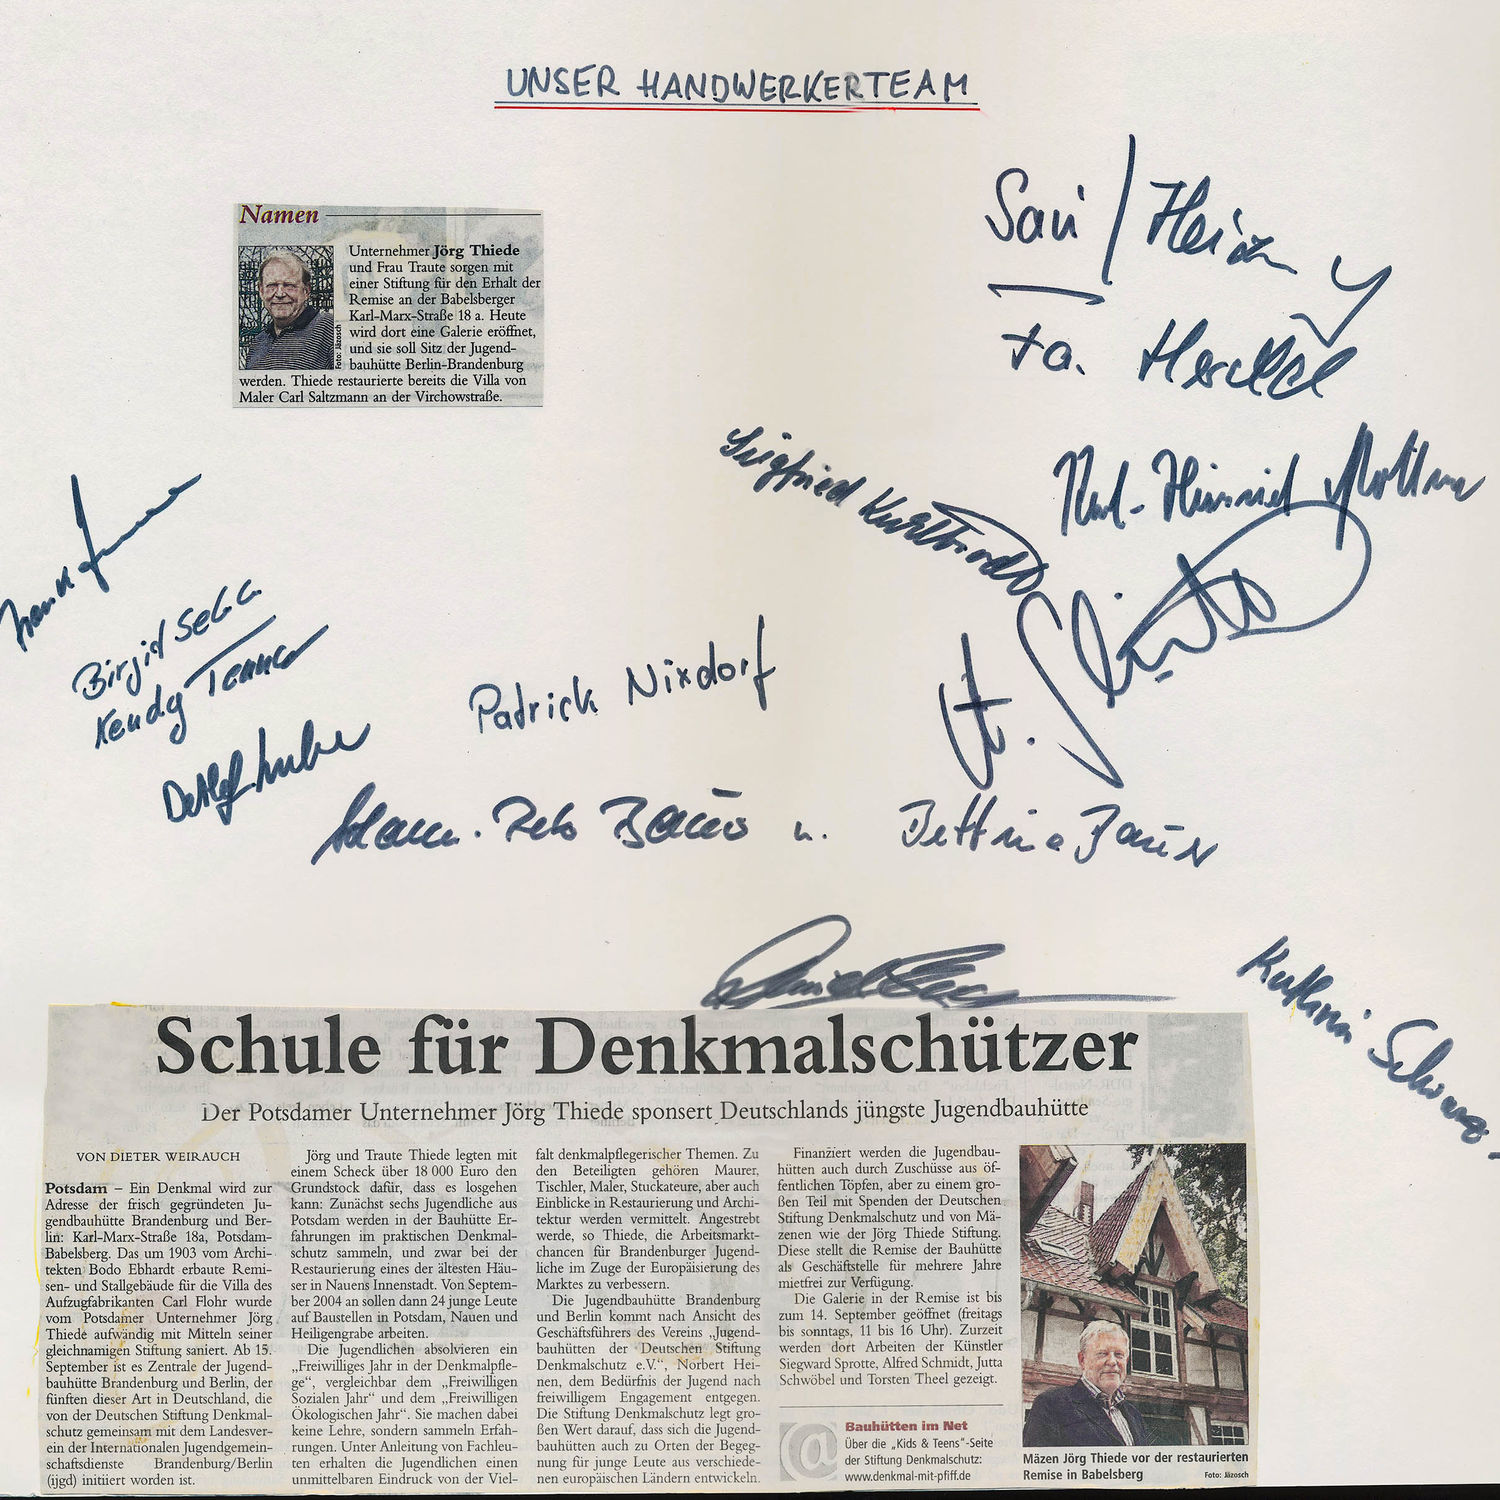 UNSER HANDWERKERTEAM
Namen
Unternehmer Jörg Thiede
und Frau Traute sorgen mit
einer Stiftung für den Erhalt der
Remise an der Babelsberger
Karl-Marx-Straße 18 a. Heute
wird dort eine Galerie eröffnet,
und sie soll Sitz der Jugend-
bauhütte Berlin-Brandenburg
werden. Thiede restaurierte bereits die Villa von
Maler Carl Saltzmann an der Virchowstraße.
Foto: Jäzosch
Fa.
Siegfried
Birgit
Patrick Nixdorf
Detlef
u. Bettina
Kathrin
Schule für Denkmalschützer
Der Potsdamer Unternehmer Jörg Thiede sponsert Deutschlands jüngste Jugendbauhütte
VON DIETER WEIRAUCH
Potsdam – Ein Denkmal wird zur
Adresse der frisch gegründeten Ju-
gendbauhütte Brandenburg und Ber-
lin: Karl-Marx-Straße 18a, Potsdam-
Babelsberg. Das um 1903 vom Archi-
tekten Bodo Ebhardt erbaute Remi-
sen- und Stallgebäude für die Villa des
Aufzugfabrikanten Carl Flohr wurde
vom Potsdamer Unternehmer Jörg
Thiede aufwändig mit Mitteln seiner
gleichnamigen Stiftung saniert. Ab 15.
September ist es Zentrale der Jugend-
bauhütte Brandenburg und Berlin, die
fünften dieser Art in Deutschland, die
von der Deutschen Stiftung Denkmal-
schutz gemeinsam mit dem Landesver-
ein der Internationalen Jugendgemein-
schaftsdienste Brandenburg/Berlin
(ijgd) initiiert worden ist.
Jörg und Traute Thiede legten mit
einem Scheck über 18 000 Euro den
Grundstock dafür, dass es losgehen
kann: Zunächst sechs Jugendliche aus
Potsdam werden in der Bauhütte Er-
fahrungen im praktischen Denkmal-
schutz sammeln, und zwar bei der
Restaurierung eines der ältesten Häu-
ser in Nauens Innenstadt. Von Septem-
ber 2004 an sollen dann 24 junge Leute
auf Baustellen in Potsdam, Nauen und
Heiligengrabe arbeiten.
Die Jugendlichen absolvieren ein
„Freiwilliges Jahr in der Denkmalpfle-
ge“, vergleichbar dem „Freiwilligen
Sozialen Jahr“ und dem „Freiwilligen
Ökologischen Jahr“. Sie machen dabei
keine Lehre, sondern sammeln Erfah-
rungen. Unter Anleitung von Fachleu-
ten erhalten die Jugendlichen einen
unmittelbaren Eindruck von der Viel-
falt denkmalpflegerischer Themen. Zu
den Beteiligten gehören Maurer,
Tischler, Maler, Stuckateure, aber auch
Einblicke in Restaurierung und Archi-
tektur werden vermittelt. Angestrebt
werde, so Thiede, die Arbeitsmarkt-
chancen für Brandenburger Jugend-
liche im Zuge der Europäisierung des
Marktes zu verbessern.
Die Jugendbauhütte Brandenburg
und Berlin kommt nach Ansicht des
Geschäftsführers des Vereins „Jugend-
bauhütten der Deutschen Stiftung
Denkmalschutz e.V.“, Norbert Hei-
nen, dem Bedürfnis der Jugend nach
freiwilligem Engagement entgegen.
Die Stiftung Denkmalschutz legt gro-
ßen Wert darauf, dass sich die Jugend-
bauhütten auch zu Orten der Begeg-
nung für junge Leute aus verschiede-
nen europäischen Ländern entwickeln.
Finanziert werden die Jugendbau-
hütten auch durch Zuschüsse aus öf-
fentlichen Töpfen, aber zu einem gro-
ßen Teil mit Spenden der Deutschen
Stiftung Denkmalschutz und von Mä-
zenen wie der Jörg Thiede Stiftung.
Diese stellt die Remise der Bauhütte
als Geschäftstelle für mehrere Jahre
mietfrei zur Verfügung.
Die Galerie in der Remise ist bis
zum 14. September geöffnet (freitags
bis sonntags, 11 bis 16 Uhr). Zurzeit
werden dort Arbeiten der Künstler
Siegward Sprotte, Alfred Schmidt, Jutta
Schwöbel und Torsten Theel gezeigt.
@
Bauhütten im Net
Über die „Kids & Teens“-Seite
der Stiftung Denkmalschutz:
www.denkmal-mit-pfiff.de
Mäzen Jörg Thiede vor der restaurierten
Remise in Babelsberg
Foto: Jäzosch